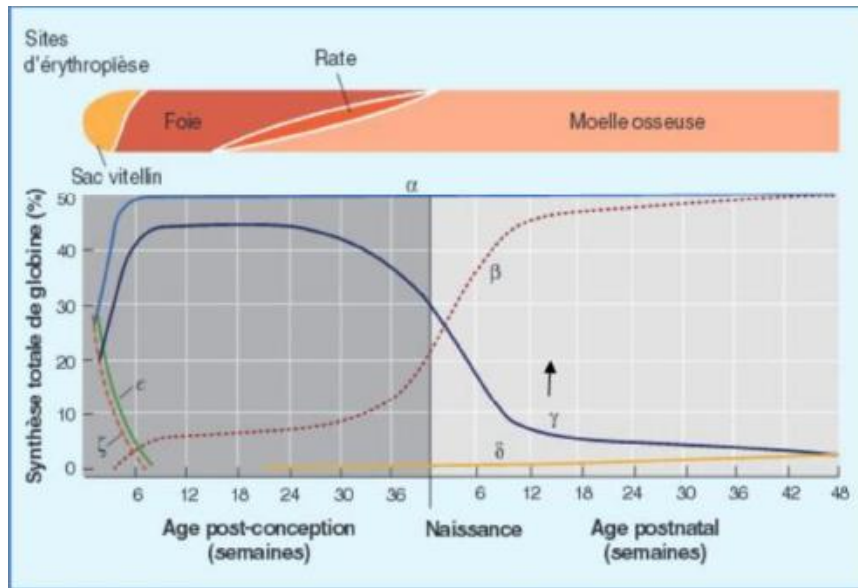 Sites
d'érythropïèse
Rate
Foie
Moelle osseuse
Sac vitellin
Synthèse totale de globine (%)
50
40
30
20
10
0
α
β
ϵ
ζ
γ
δ
6 12 18 24 30 36 6 12 18 24 30 36 42 48
Age post-conception
(semaines)
Naissance
Age postnatal
(semaines)